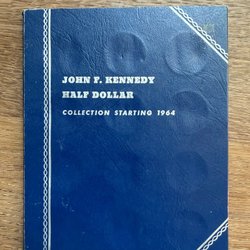 JOHN F. KENNEDY
HALF DOLLAR
COLLECTION STARTING 1964